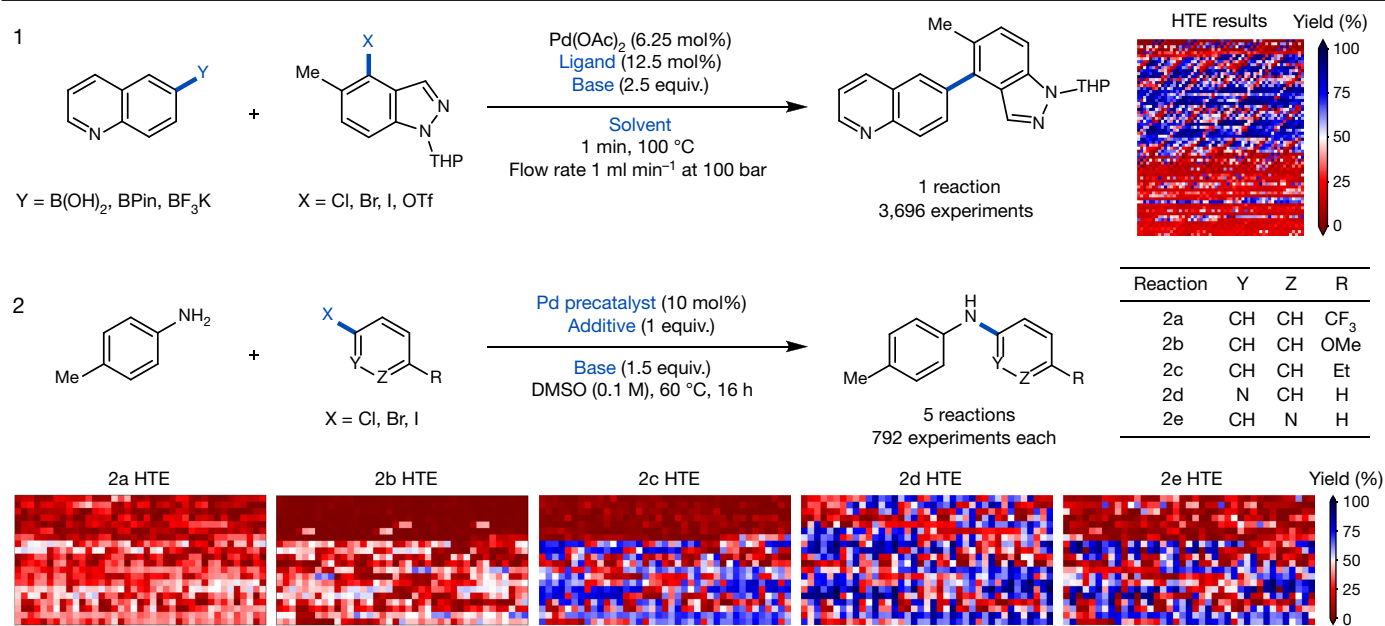 1
Y
N
+
X
Me
N
N
THP
Pd(OAc)2 (6.25 mol%)
Ligand (12.5 mol%)
Base (2.5 equiv.)
Solvent
1 min, 100 °C
Flow rate 1 ml min–1 at 100 bar
Me
N
THP
N
N
1 reaction
3,696 experiments
Y = B(OH)2, BPin, BF3K
X = Cl, Br, I, OTf
HTE results
Yield (%)
100
75
50
25
0
2
NH2
Me
+
X
Y
Z
R
X = Cl, Br, I
Pd precatalyst (10 mol%)
Additive (1 equiv.)
Base (1.5 equiv.)
DMSO (0.1 M), 60 °C, 16 h
H
N
Me
Y
Z
R
5 reactions
792 experiments each
Reaction Y Z R
2a CH CH CF3
2b CH CH OMe
2c CH CH Et
2d N CH H
2e CH N H
2a HTE
2b HTE
2c HTE
2d HTE
2e HTE
Yield (%)
100
75
50
25
0